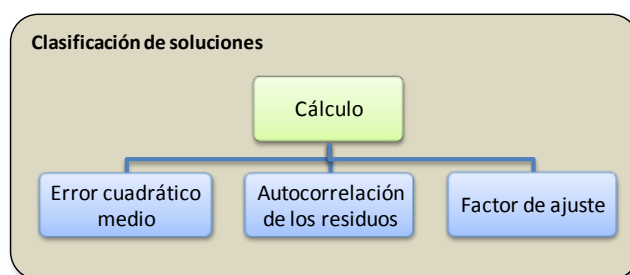 Clasificación de soluciones
Cálculo
Error cuadrático
medio
Autocorrelación
de los residuos
Factor de ajuste